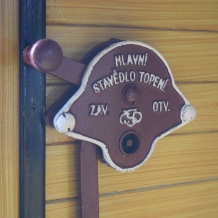 HLAVNÍ
STAVĚDLO TOPENÍ
ZAV. OTV.